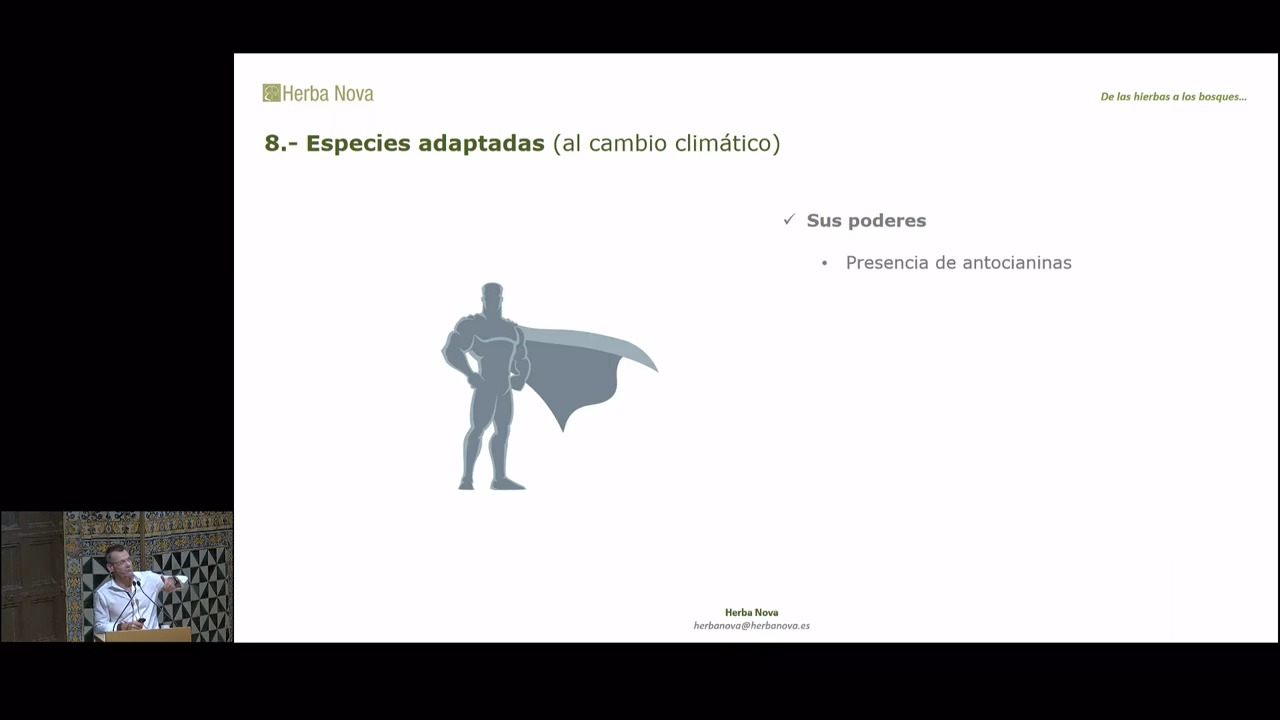 Herba Nova
De las hierbas a los bosques...
8.- Especies adaptadas (al cambio climático)
✓ Sus poderes
• Presencia de antocianinas
Herba Nova
herbanova@herbanova.es